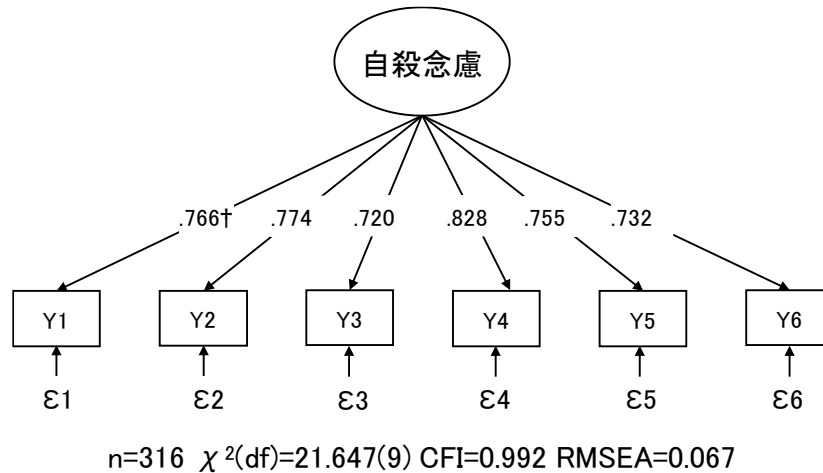 自殺念慮
.766† .774 .720 .828 .755 .732
Y1 Y2 Y3 Y4 Y5 Y6
ε1 ε2 ε3 ε4 ε5 ε6
n=316 χ²(df)=21.647(9) CFI=0.992 RMSEA=0.067